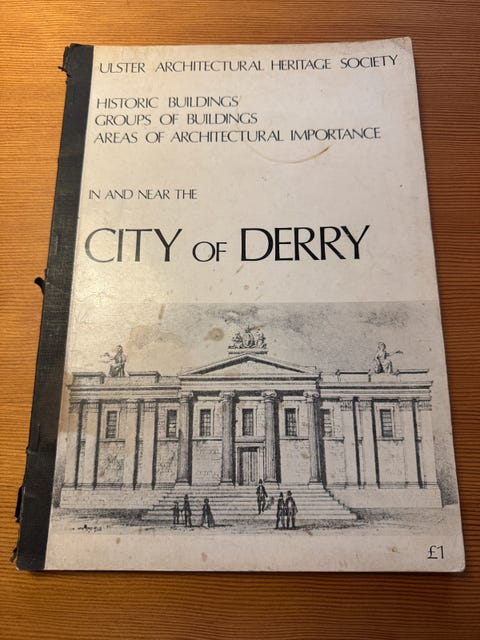 ULSTER ARCHITECTURAL HERITAGE SOCIETY
HISTORIC BUILDINGS
GROUPS OF BUILDINGS
AREAS OF ARCHITECTURAL IMPORTANCE
IN AND NEAR THE
CITY OF DERRY
£1